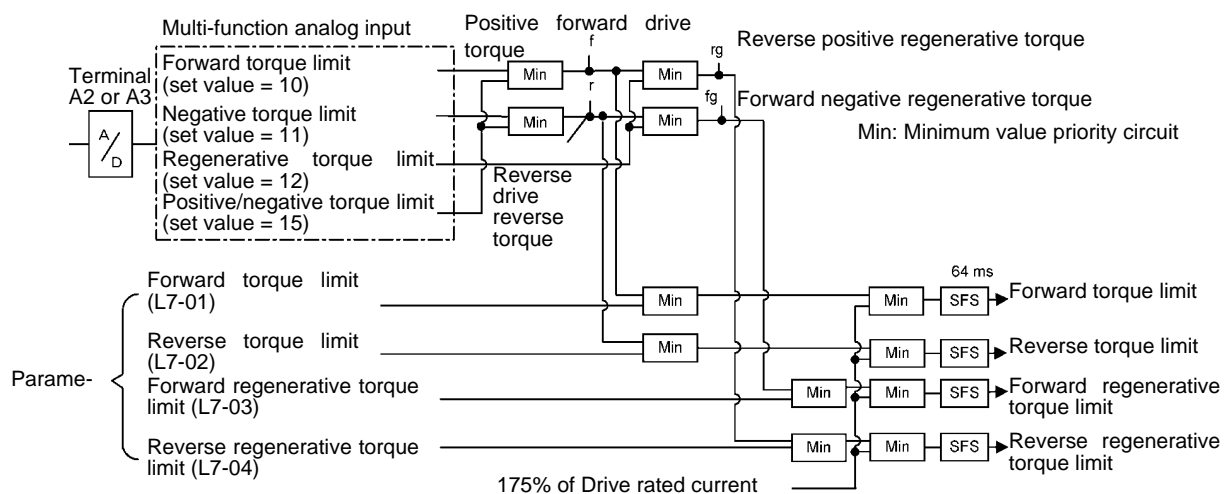 Multi-function analog input
Positive forward drive
torque
f
rg
Reverse positive regenerative torque
Terminal
A2 or A3
A/D
Forward torque limit
(set value = 10)
Min
Min
r
fg
Negative torque limit
(set value = 11)
Min
Min
Forward negative regenerative torque
Min: Minimum value priority circuit
Regenerative torque limit
(set value = 12)
Positive/negative torque limit
(set value = 15)
Reverse
drive
reverse
torque
Parame-
Forward torque limit
(L7-01)
Min
Min
64 ms
SFS
Forward torque limit
Reverse torque limit
(L7-02)
Min
Min
SFS
Reverse torque limit
Forward regenerative torque
limit (L7-03)
Min
Min
SFS
Forward regenerative
torque limit
Reverse regenerative torque
limit (L7-04)
Min
Min
SFS
Reverse regenerative
torque limit
175% of Drive rated current